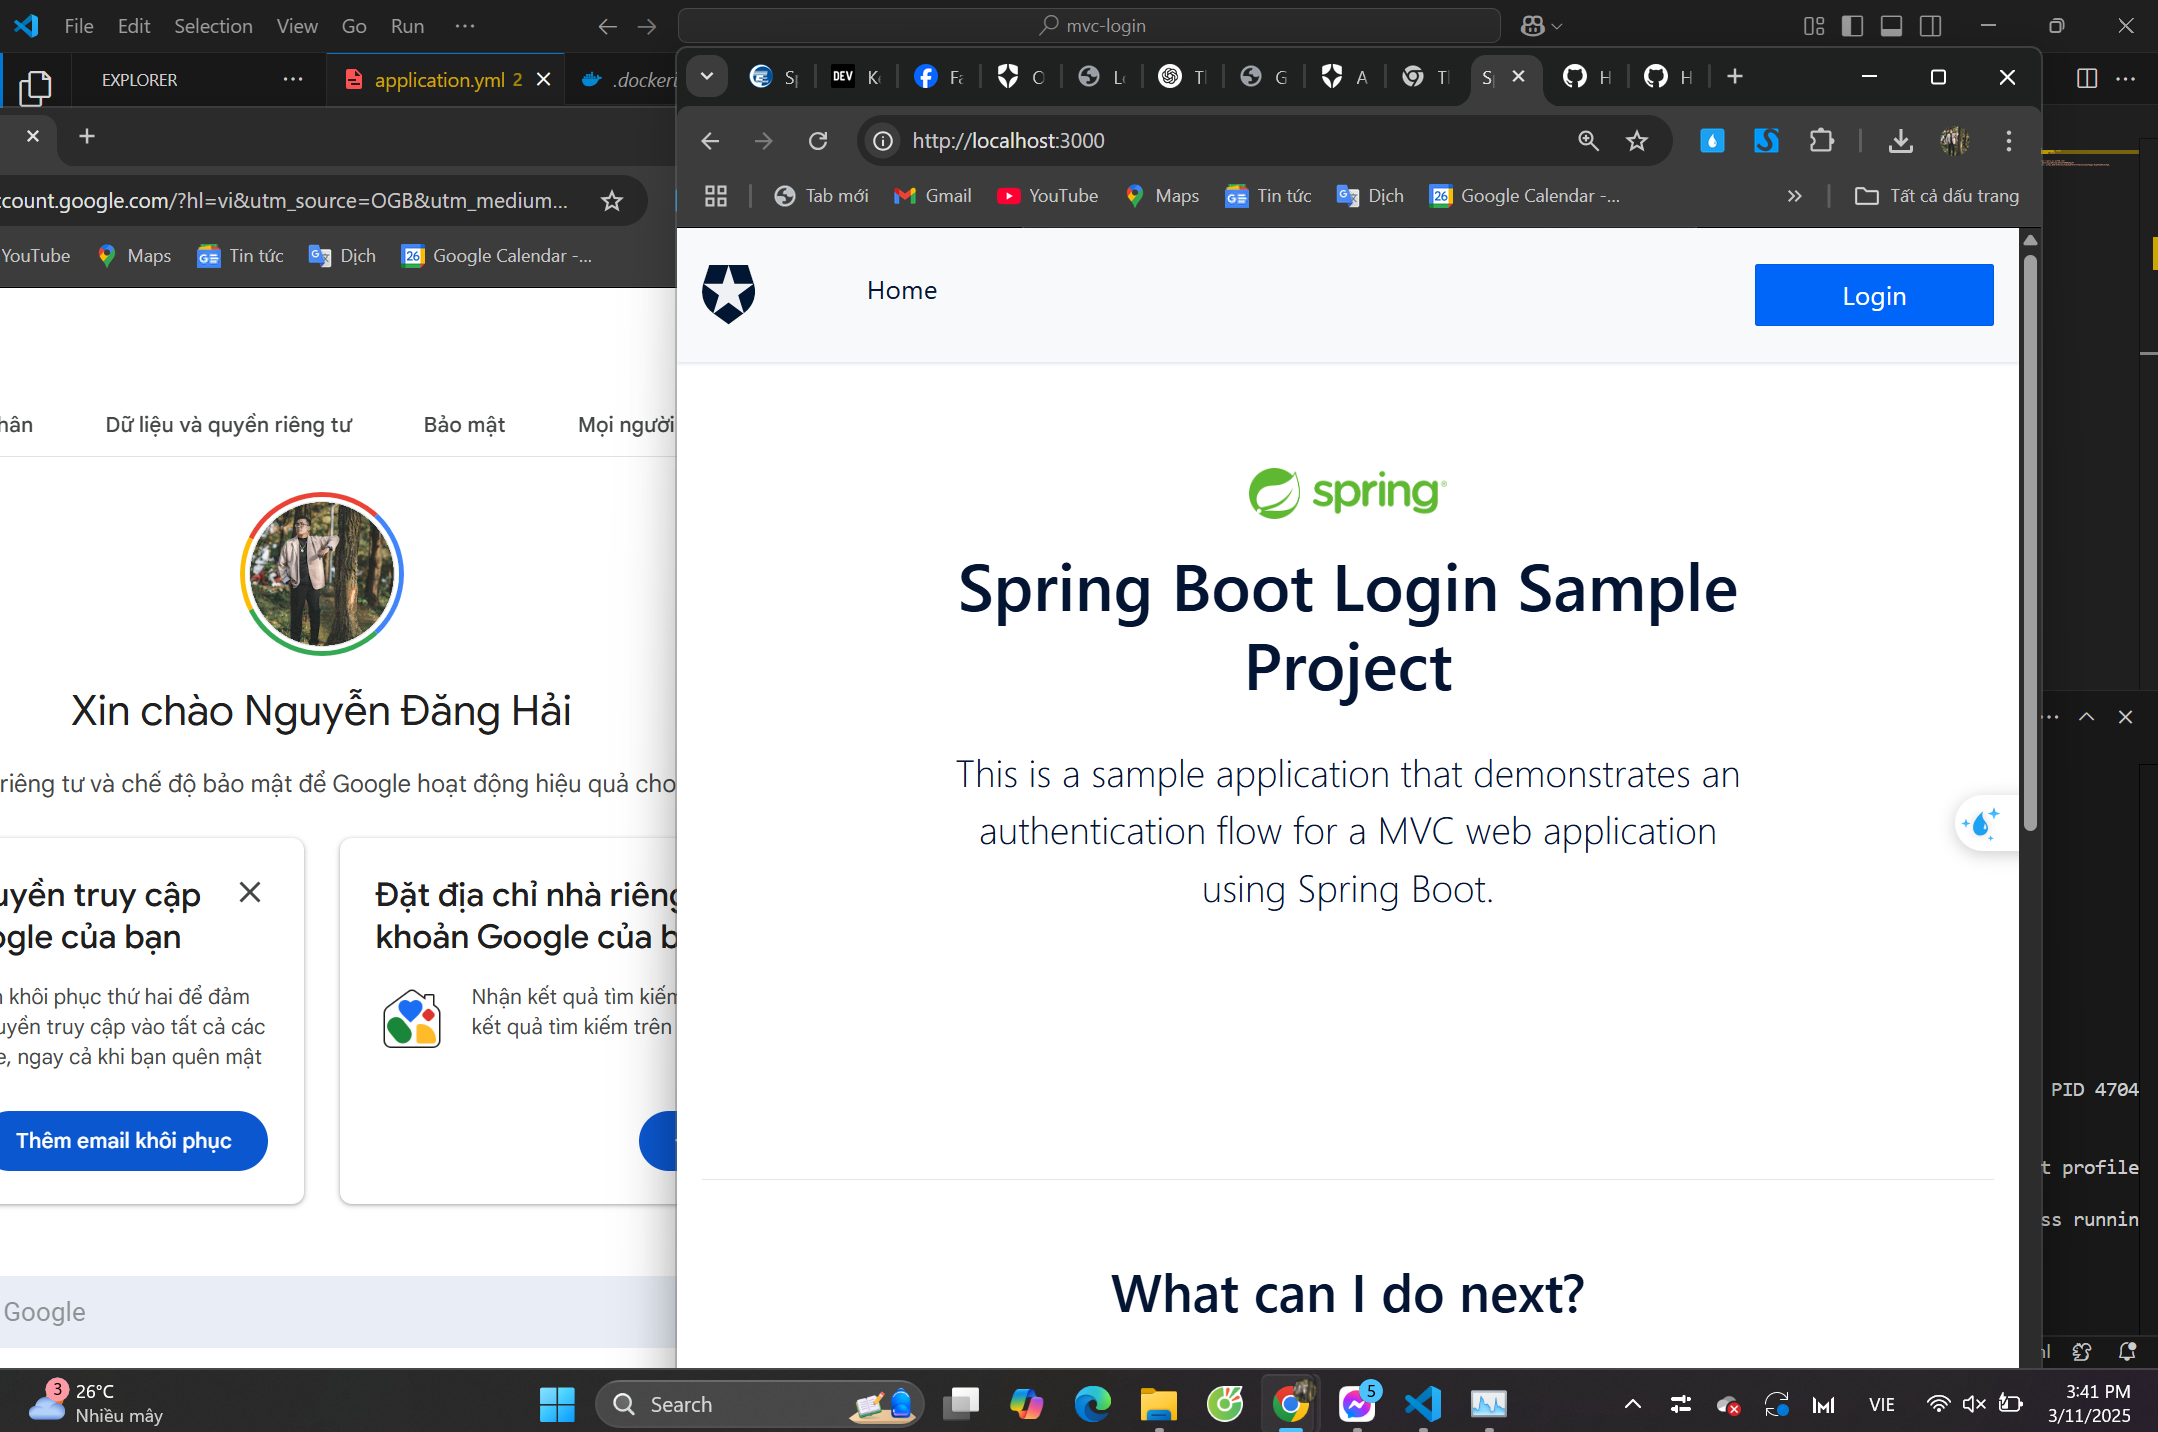 File Edit Selection View Go Run
mvc-login
EXPLORER
application.yml 2
.dockeri
http://localhost:3000
Tab mới
Gmail
YouTube
Maps
Tin tức
Dịch
Google Calendar -...
Tất cả dấu trang
count.google.com/?hl=vi&utm_source=OGB&utm_medium...
YouTube
Maps
Tin tức
Dịch
Google Calendar -...
Home
Login
hân
Dữ liệu và quyền riêng tư
Bảo mật
Mọi người
spring
Spring Boot Login Sample
Project
This is a sample application that demonstrates an
authentication flow for a MVC web application
using Spring Boot.
What can I do next?
Xin chào Nguyễn Đăng Hải
riêng tư và chế độ bảo mật để Google hoạt động hiệu quả cho
uyền truy cập
ogle của bạn
khôi phục thứ hai để đảm
uyền truy cập vào tất cả các
e, ngay cả khi bạn quên mật
Thêm email khôi phục
Đặt địa chỉ nhà riêng
khoản Google của b
Nhận kết quả tìm kiếm
kết quả tìm kiếm trên
Google
PID 4704
t profile
ss runnin
3
26°C
Nhiều mây
Search
5
VIE
3:41 PM
3/11/2025